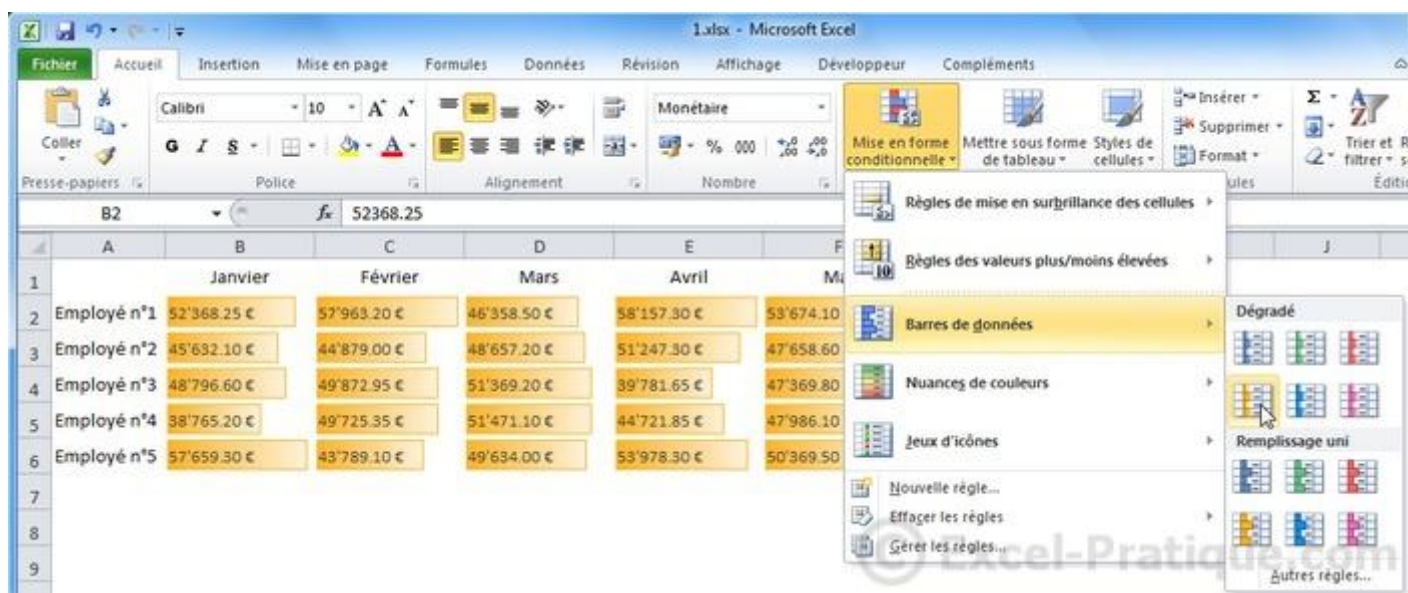 1.xlsx - Microsoft Excel
Fichier Accueil Insertion Mise en page Formules Données Révision Affichage Développeur Compléments
Calibri 10 A A Monétaire
Coller
G I S % 000
Mise en forme conditionnelle
Mettre sous forme de tableau
Styles de cellules
Insérer
Supprimer
Format
Σ
Trier et filtrer
Presse-papiers Police Alignement Nombre
B2 fx 52368.25
A B C D E F J
1 Janvier Février Mars Avril
2 Employé n°1 52'368.25 € 57'963.20 € 46'358.50 € 58'157.30 € 53'674.10
3 Employé n°2 45'632.10 € 44'879.00 € 48'657.20 € 51'247.30 € 47'658.60
4 Employé n°3 48'796.60 € 49'872.95 € 51'369.20 € 39'781.65 € 47'369.80
5 Employé n°4 38'765.20 € 49'725.35 € 51'471.10 € 44'721.85 € 47'986.10
6 Employé n°5 57'659.30 € 43'789.10 € 49'634.00 € 53'978.30 € 50'369.50
7
8
9
Règles de mise en surbrillance des cellules
Règles des valeurs plus/moins élevées
Barres de données
Nuances de couleurs
Jeux d'icônes
Nouvelle règle...
Effacer les règles
Gérer les règles...
Dégradé
Remplissage uni
Autres règles...
© Excel-Pratique.com